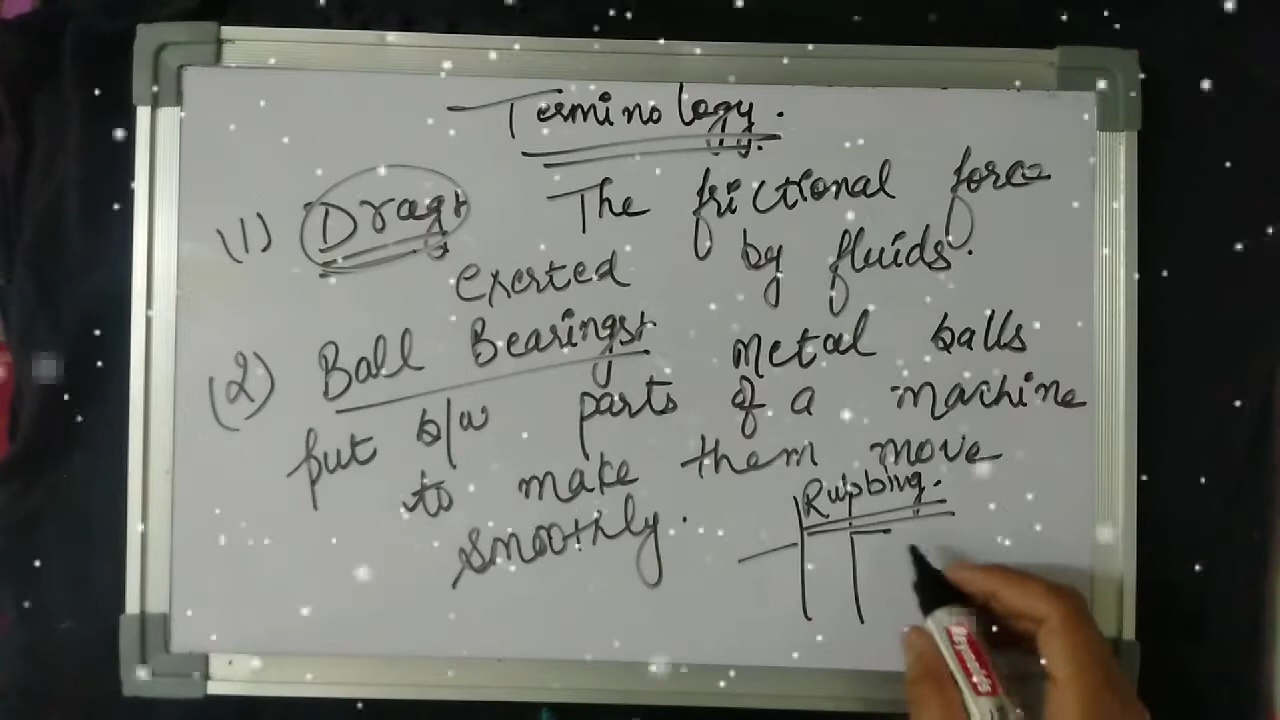 Terminology.
(1) Drag: The frictional force
exerted by fluids.
(2) Ball Bearings: Metal balls
put b/w parts of a machine
to make them move
smoothly.
Rubbing.
Reynolds